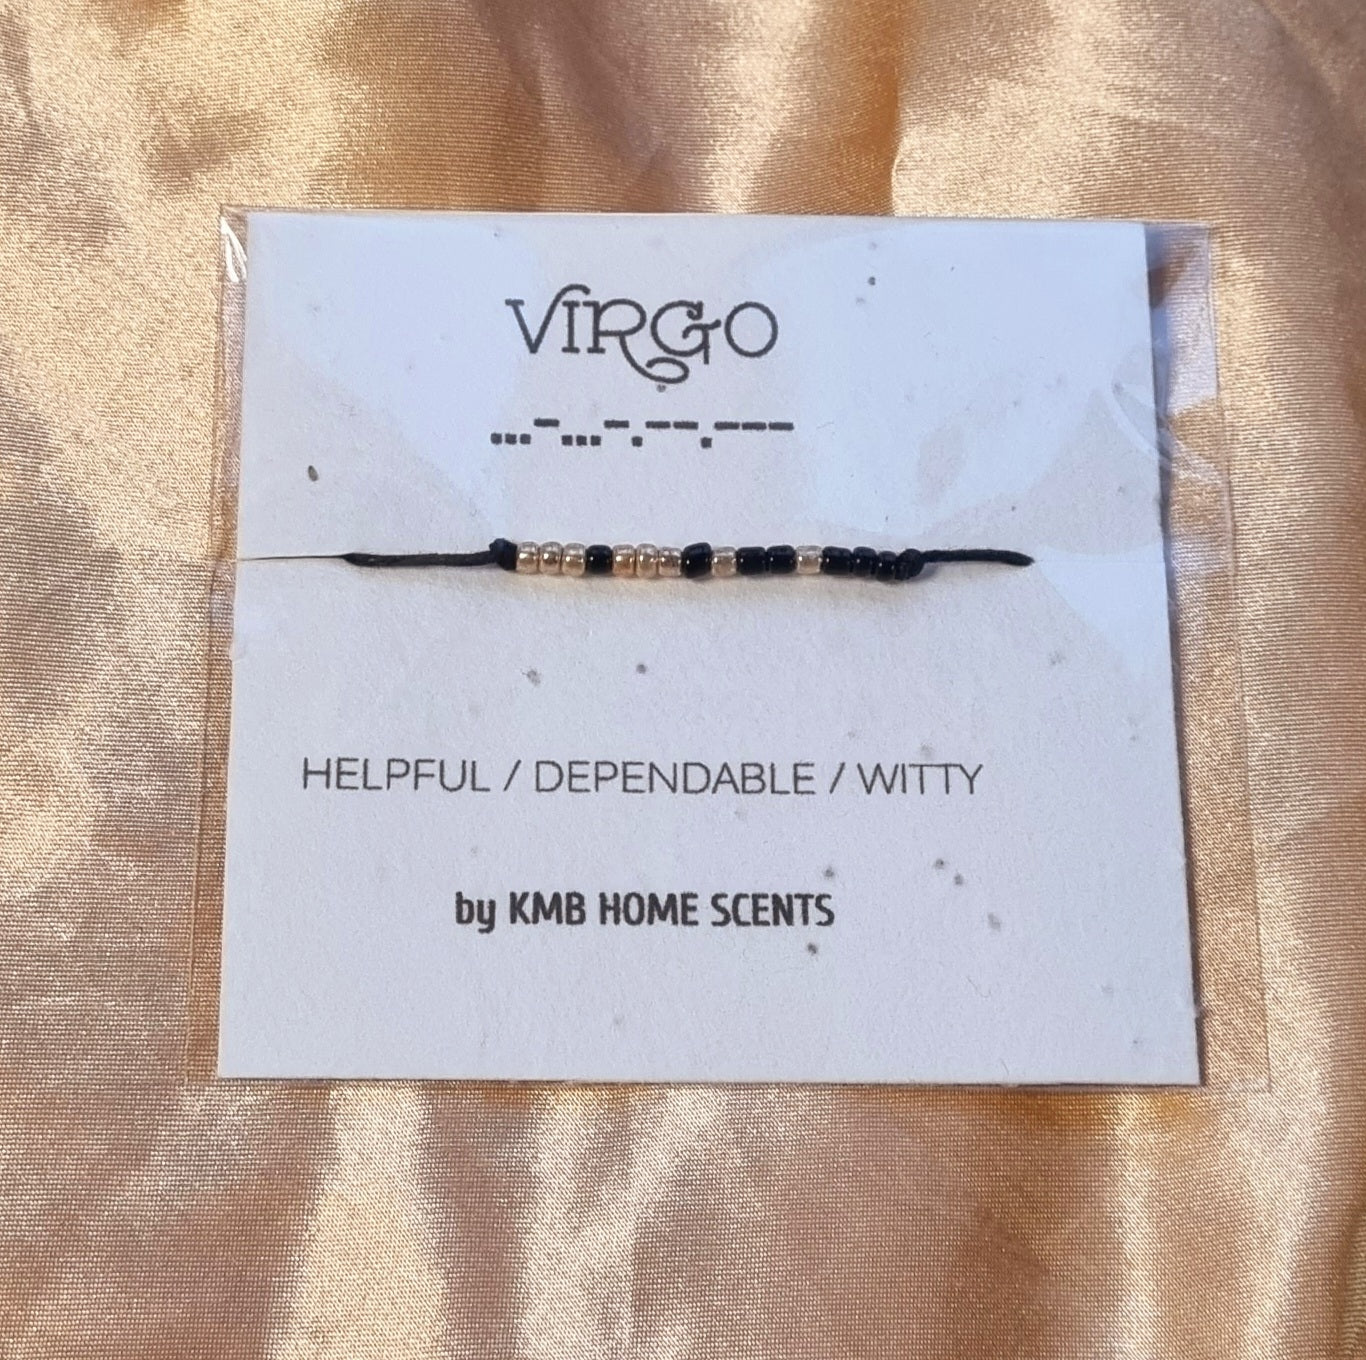 VIRGO
...-...-.--.---
HELPFUL / DEPENDABLE / WITTY
by KMB HOME SCENTS